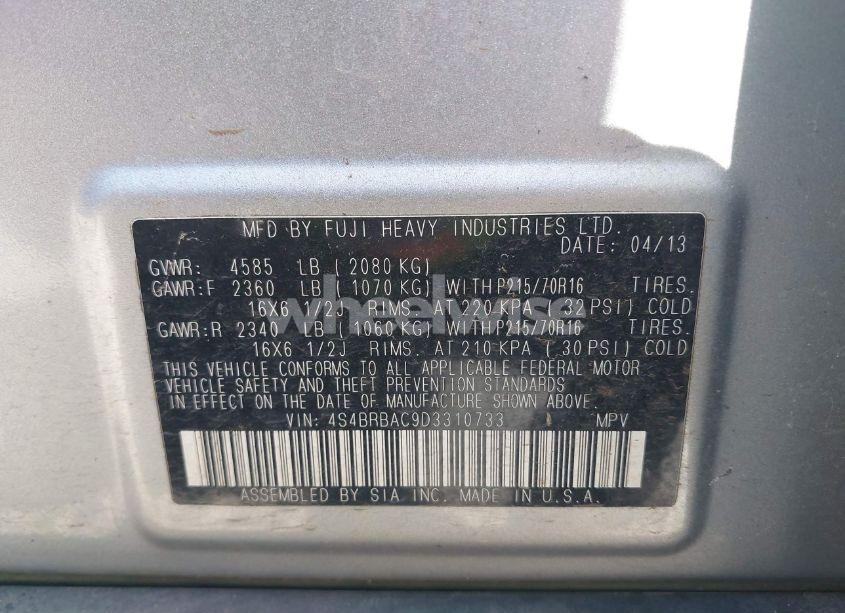 MFD BY FUJI HEAVY INDUSTRIES LTD.
DATE: 04/13
GVWR: 4585 LB ( 2080 KG)
GAWR:F 2360 LB ( 1070 KG) WITH P215/70R16 TIRES.
16X6 1/2J RIMS. AT 220 KPA ( 32 PSI) COLD
wheelwise
GAWR:R 2340 LB ( 1060 KG) WITH P215/70R16 TIRES.
16X6 1/2J RIMS. AT 210 KPA ( 30 PSI) COLD
THIS VEHICLE CONFORMS TO ALL APPLICABLE FEDERAL MOTOR
VEHICLE SAFETY AND THEFT PREVENTION STANDARDS
IN EFFECT ON THE DATE OF MANUFACTURE SHOWN ABOVE.
VIN: 4S4BRBAC9D3310733 MPV
ASSEMBLED BY SIA INC. MADE IN U.S.A.